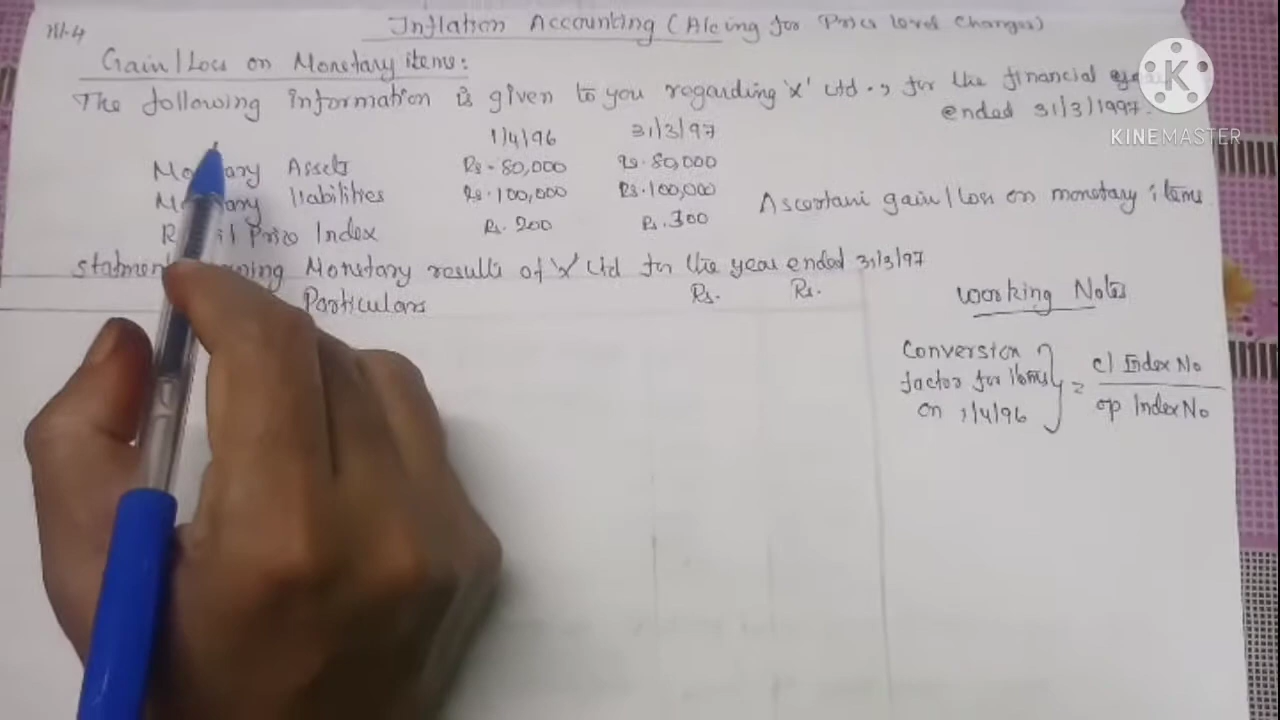 Ill-4
Inflation Accounting (A/cing for Price level Changes)
Gain/Loss on Monetary items:
The following information is given to you regarding 'x' Ltd., for the financial
ended 31/3/1997.
1/4/96 31/3/97
Assets Rs. 80,000 Rs. 80,000
liabilities Rs. 100,000 Rs. 100,000
Price Index Rs. 200 Rs. 300
Ascertani gain/Loss on monetary items
Monetary results of 'x' Ltd for the year ended 31/3/97
Particulars Rs. Rs.
Working Notes
Conversion
factor for items
on 1/4/96
= cl Index No
op Index No
K
KINEMASTER